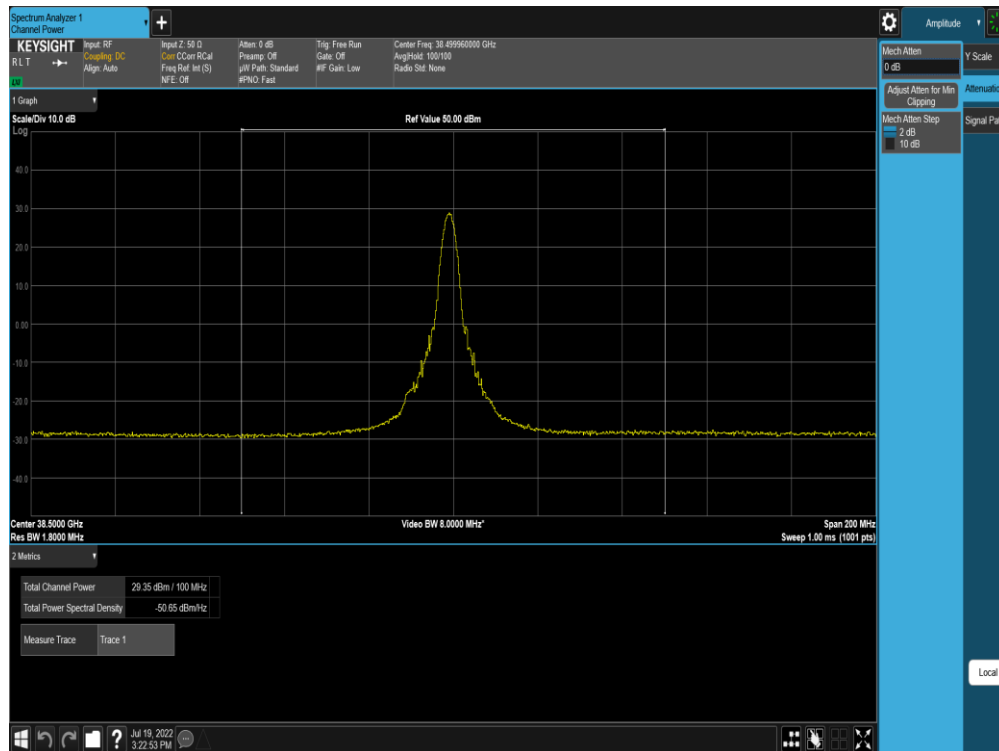 Spectrum Analyzer 1
Channel Power
+
Amplitude
KEYSIGHT
R L T
LXI
Input: RF
Coupling: DC
Align: Auto
Input Z: 50 Ω
Corr CCorr RCal
Freq Ref: Int (S)
NFE: Off
Atten: 0 dB
Preamp: Off
µW Path: Standard
#PNO: Fast
Trig: Free Run
Gate: Off
#IF Gain: Low
Center Freq: 38.499960000 GHz
Avg|Hold: 100/100
Radio Std: None
Mech Atten
0 dB
Adjust Atten for Min
Clipping
Mech Atten Step
2 dB
10 dB
Y Scale
Attenuatio
Signal Pa
1 Graph
Scale/Div 10.0 dB
Ref Value 50.00 dBm
Log
40.0
30.0
20.0
10.0
0.00
-10.0
-20.0
-30.0
-40.0
Center 38.5000 GHz
Video BW 8.0000 MHz*
Span 200 MHz
Res BW 1.8000 MHz
Sweep 1.00 ms (1001 pts)
2 Metrics
Total Channel Power 29.35 dBm / 100 MHz
Total Power Spectral Density -50.65 dBm/Hz
Measure Trace Trace 1
Local
?
Jul 19, 2022
3:22:53 PM